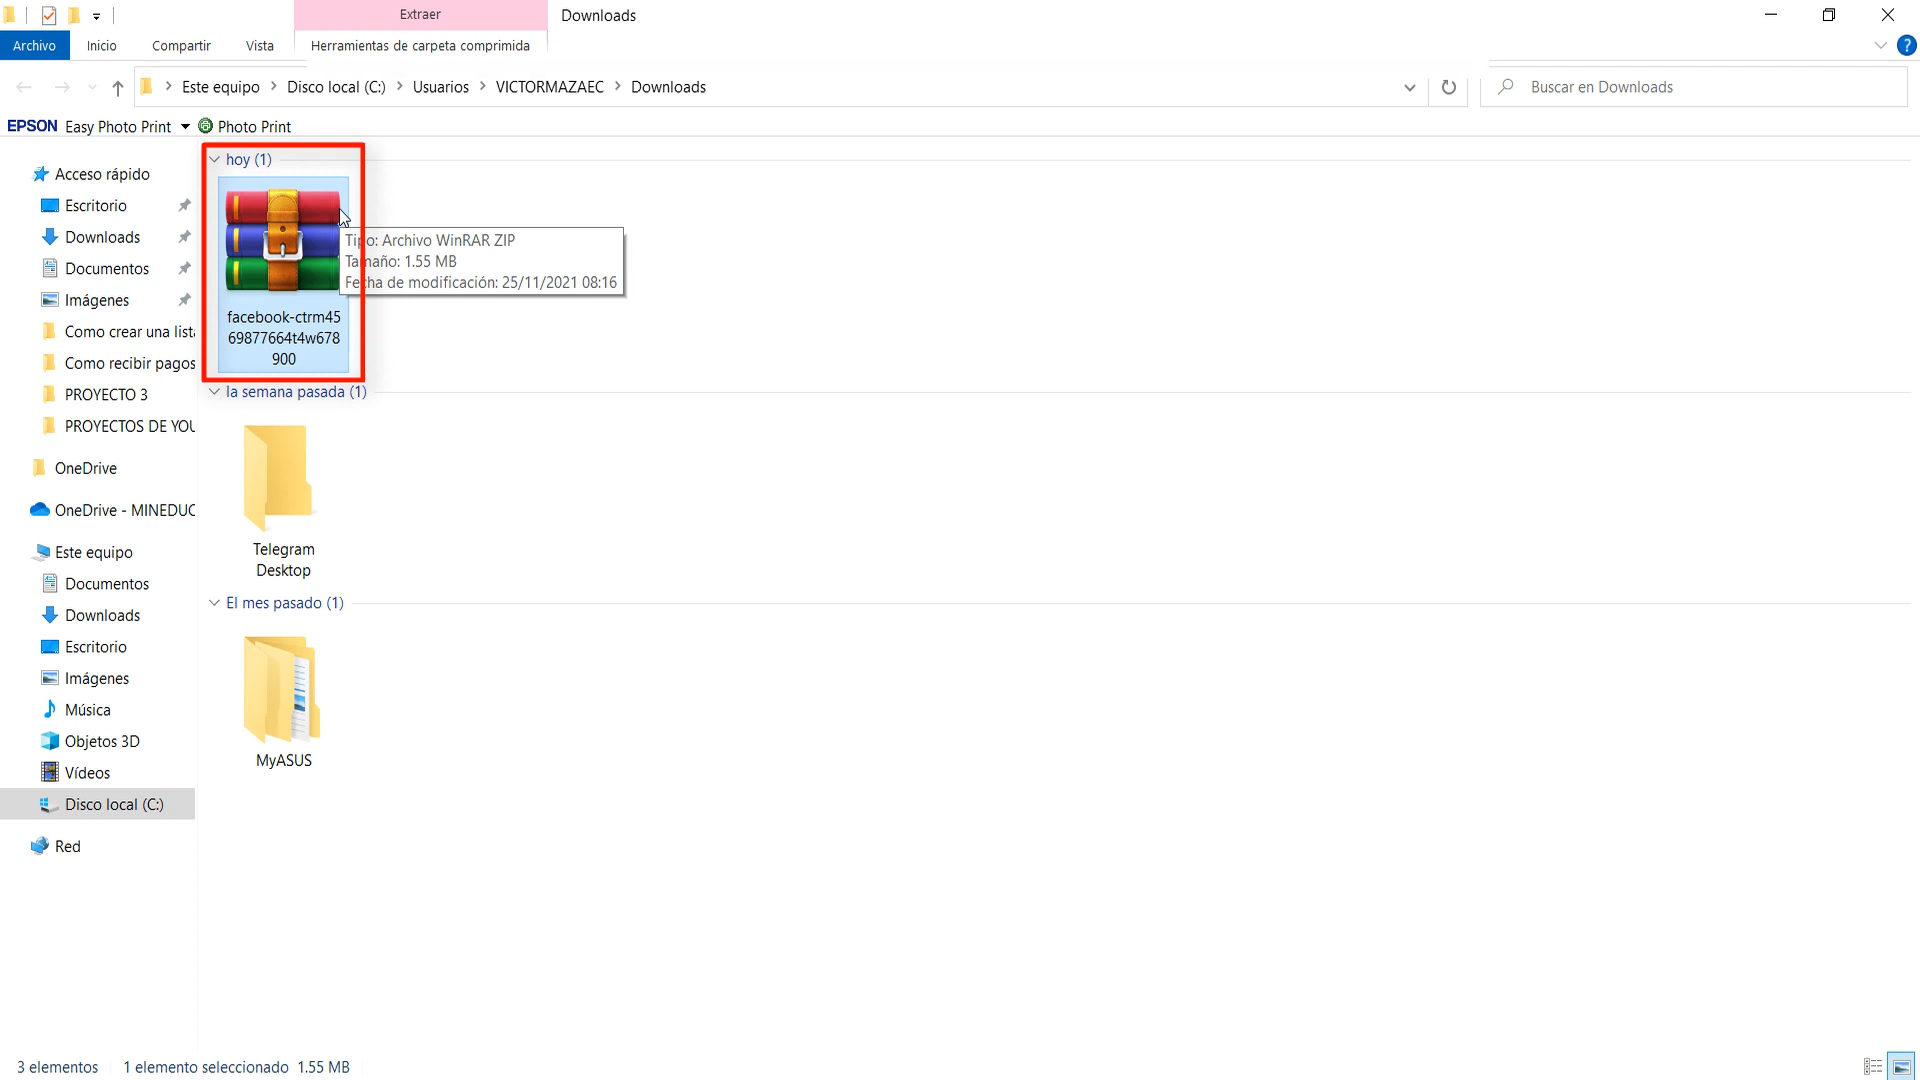 Extraer
Downloads
Archivo
Inicio
Compartir
Vista
Herramientas de carpeta comprimida
?
Este equipo
Disco local (C:)
Usuarios
VICTORMAZAEC
Downloads
Buscar en Downloads
EPSON
Easy Photo Print
Photo Print
Acceso rápido
Escritorio
Downloads
Documentos
Imágenes
Como crear una list
Como recibir pagos
PROYECTO 3
PROYECTOS DE YOU
OneDrive
OneDrive - MINEDUC
Este equipo
Documentos
Downloads
Escritorio
Imágenes
Música
Objetos 3D
Vídeos
Disco local (C:)
Red
hoy (1)
facebook-ctrm45
69877664t4w678
900
Tipo: Archivo WinRAR ZIP
Tamaño: 1.55 MB
Fecha de modificación: 25/11/2021 08:16
la semana pasada (1)
Telegram
Desktop
El mes pasado (1)
MyASUS
3 elementos
1 elemento seleccionado 1.55 MB